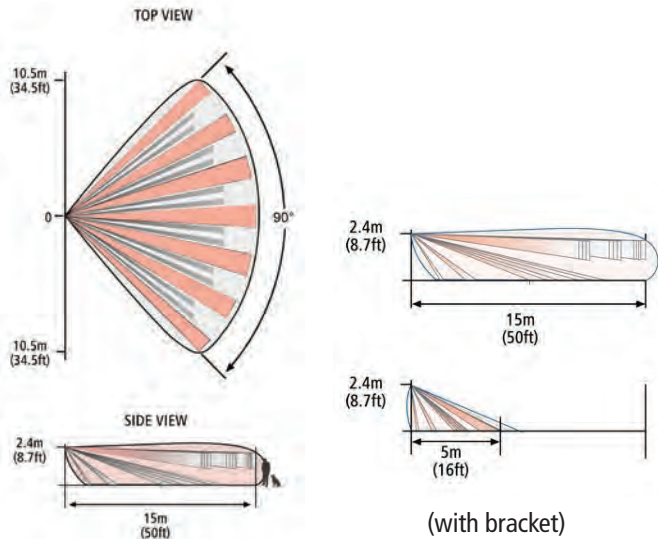 TOP VIEW
10.5m
(34.5ft)
0
90°
10.5m
(34.5ft)
SIDE VIEW
2.4m
(8.7ft)
15m
(50ft)
2.4m
(8.7ft)
15m
(50ft)
2.4m
(8.7ft)
5m
(16ft)
(with bracket)